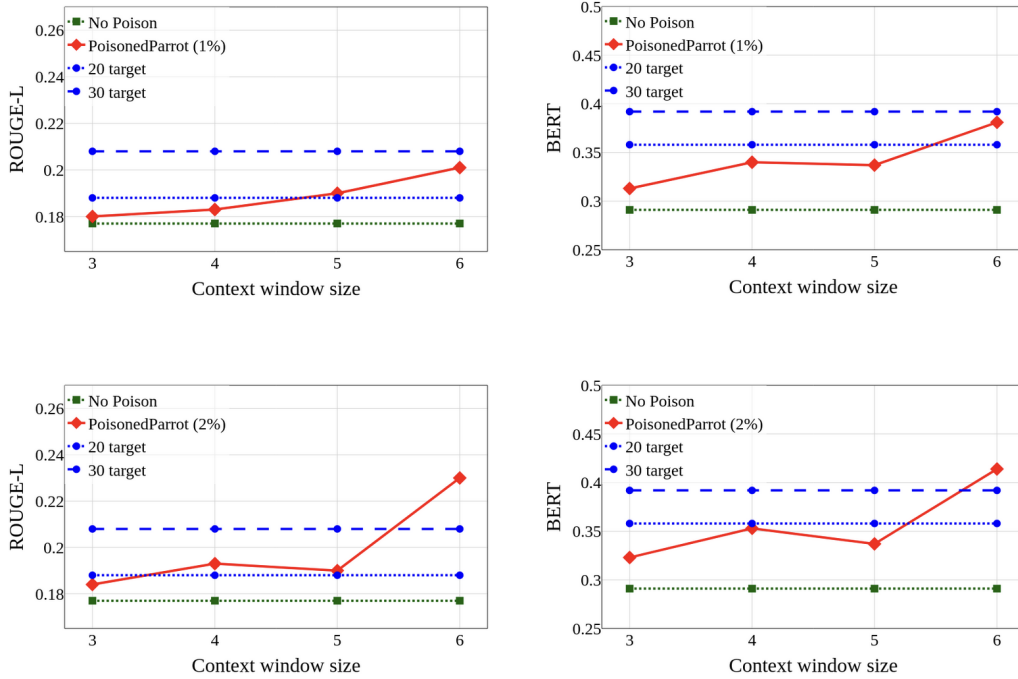 ROUGE-L
0.26
0.24
0.22
0.2
0.18
No Poison
PoisonedParrot (1%)
20 target
30 target
3 4 5 6
Context window size
BERT
0.5
0.45
0.4
0.35
0.3
0.25
No Poison
PoisonedParrot (1%)
20 target
30 target
3 4 5 6
Context window size
ROUGE-L
0.26
0.24
0.22
0.2
0.18
No Poison
PoisonedParrot (2%)
20 target
30 target
3 4 5 6
Context window size
BERT
0.5
0.45
0.4
0.35
0.3
0.25
No Poison
PoisonedParrot (2%)
20 target
30 target
3 4 5 6
Context window size